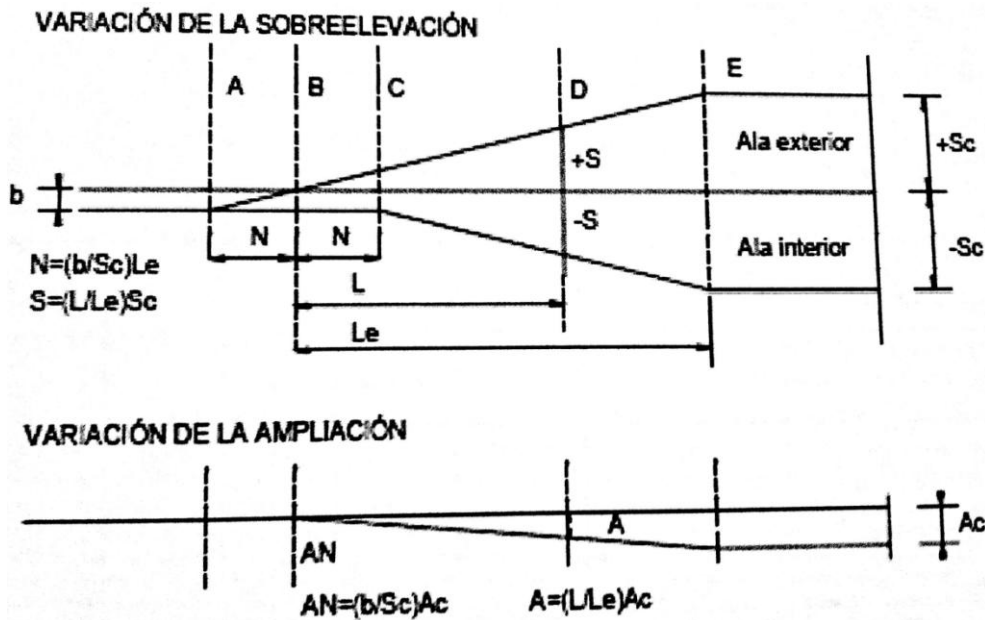 VARIACIÓN DE LA SOBREELEVACIÓN
A B C D E
b
+S
-S
Ala exterior
Ala interior
+Sc
-Sc
N N
L
Le
N=(b/Sc)Le
S=(L/Le)Sc
VARIACIÓN DE LA AMPLIACIÓN
A
Ac
AN
AN=(b/Sc)Ac A=(L/Le)Ac